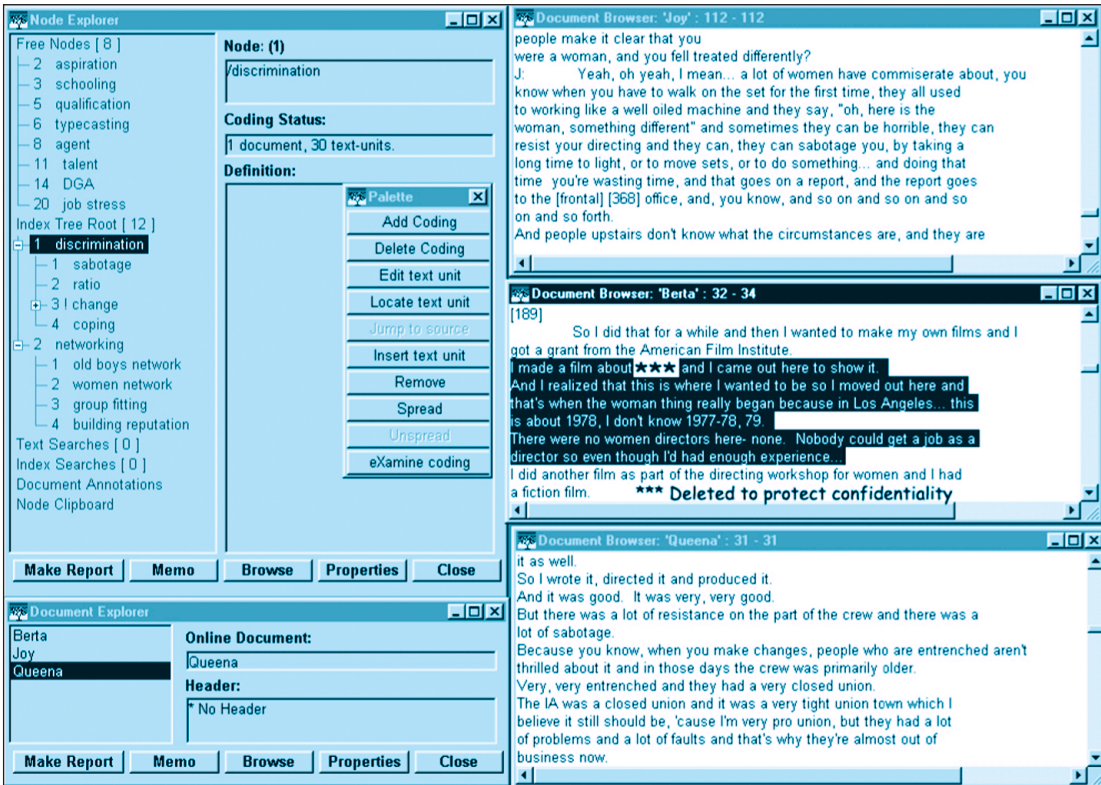 Node Explorer
Free Nodes [ 8 ]
2 aspiration
3 schooling
5 qualification
6 typecasting
8 agent
11 talent
14 DGA
20 job stress
Index Tree Root [ 12 ]
1 discrimination
1 sabotage
2 ratio
3 ! change
4 coping
2 networking
1 old boys network
2 women network
3 group fitting
4 building reputation
Text Searches [ 0 ]
Index Searches [ 0 ]
Document Annotations
Node Clipboard
Node: (1)
/discrimination
Coding Status:
1 document, 30 text-units.
Definition:
Palette
Add Coding
Delete Coding
Edit text unit
Locate text unit
Jump to source
Insert text unit
Remove
Spread
Unspread
eXamine coding
Make Report
Memo
Browse
Properties
Close
Document Explorer
Berta
Joy
Queena
Online Document:
Queena
Header:
* No Header
Make Report
Memo
Browse
Properties
Close
Document Browser: 'Joy' : 112 - 112
people make it clear that you
were a woman, and you fell treated differently?
J: Yeah, oh yeah, I mean... a lot of women have commiserate about, you
know when you have to walk on the set for the first time, they all used
to working like a well oiled machine and they say, "oh, here is the
woman, something different" and sometimes they can be horrible, they can
resist your directing and they can, they can sabotage you, by taking a
long time to light, or to move sets, or to do something... and doing that
time you're wasting time, and that goes on a report, and the report goes
to the [frontal] [368] office, and, you know, and so on and so on and so
on and so forth.
And people upstairs don't know what the circumstances are, and they are
Document Browser: 'Berta' : 32 - 34
[189]
So I did that for a while and then I wanted to make my own films and I
got a grant from the American Film Institute.
I made a film about *** and I came out here to show it.
And I realized that this is where I wanted to be so I moved out here and
that's when the woman thing really began because in Los Angeles... this
is about 1978, I don't know 1977-78, 79.
There were no women directors here- none. Nobody could get a job as a
director so even though I'd had enough experience...
I did another film as part of the directing workshop for women and I had
a fiction film. *** Deleted to protect confidentiality
Document Browser: 'Queena' : 31 - 31
it as well.
So I wrote it, directed it and produced it.
And it was good. It was very, very good.
But there was a lot of resistance on the part of the crew and there was a
lot of sabotage.
Because you know, when you make changes, people who are entrenched aren't
thrilled about it and in those days the crew was primarily older.
Very, very entrenched and they had a very closed union.
The IA was a closed union and it was a very tight union town which I
believe it still should be, 'cause I'm very pro union, but they had a lot
of problems and a lot of faults and that's why they're almost out of
business now.